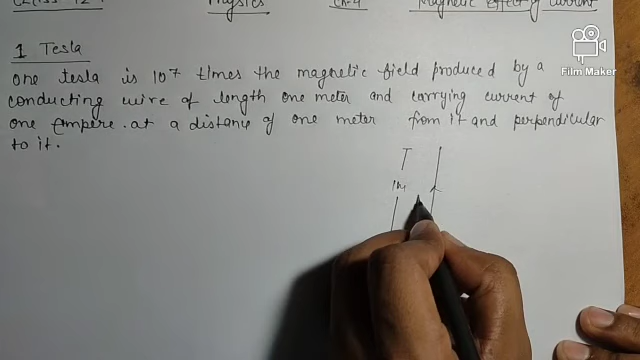 Class 12th Physics Ch-4 Magnetic Effect of Current
1 Tesla
One tesla is 10⁷ times the magnetic field produced by a
conducting wire of length one meter and carrying current of
one Ampere. at a distance of one meter from it and perpendicular
to it.
1m
Film Maker